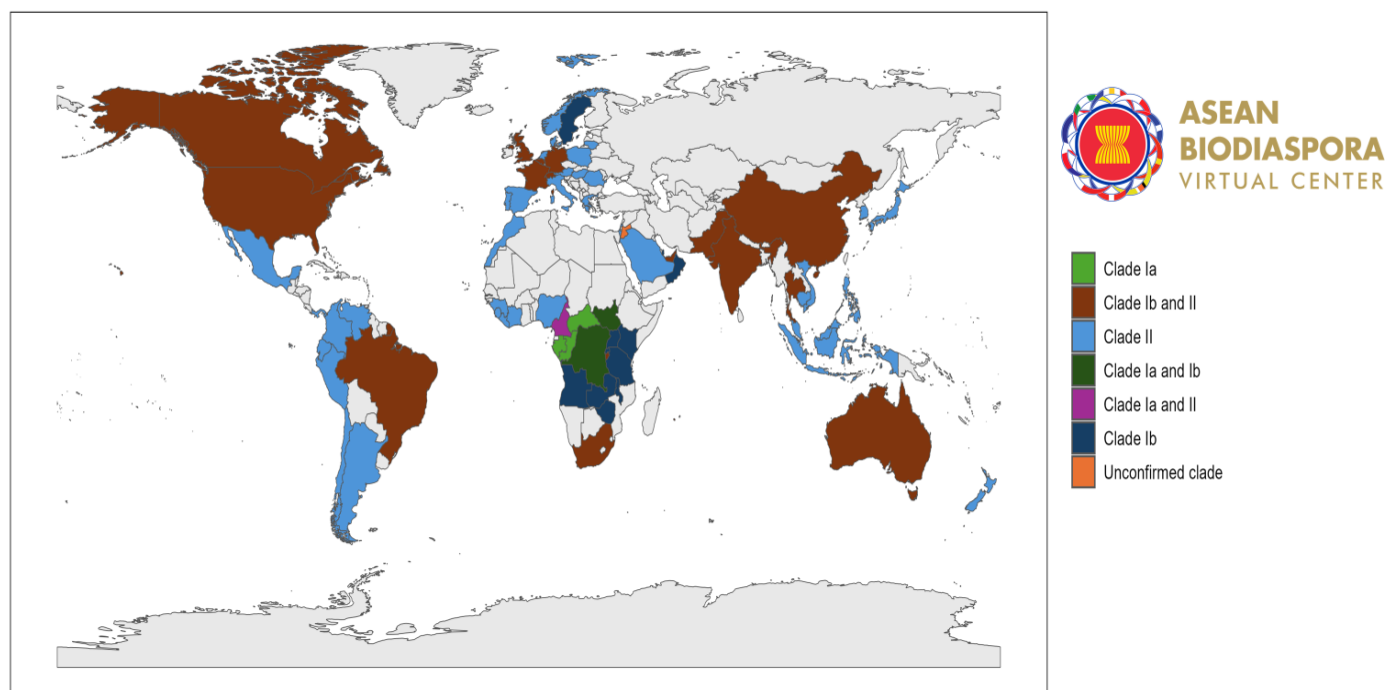 ASEAN
BIODIASPORA
VIRTUAL CENTER
Clade Ia
Clade Ib and II
Clade II
Clade Ia and Ib
Clade Ia and II
Clade Ib
Unconfirmed clade